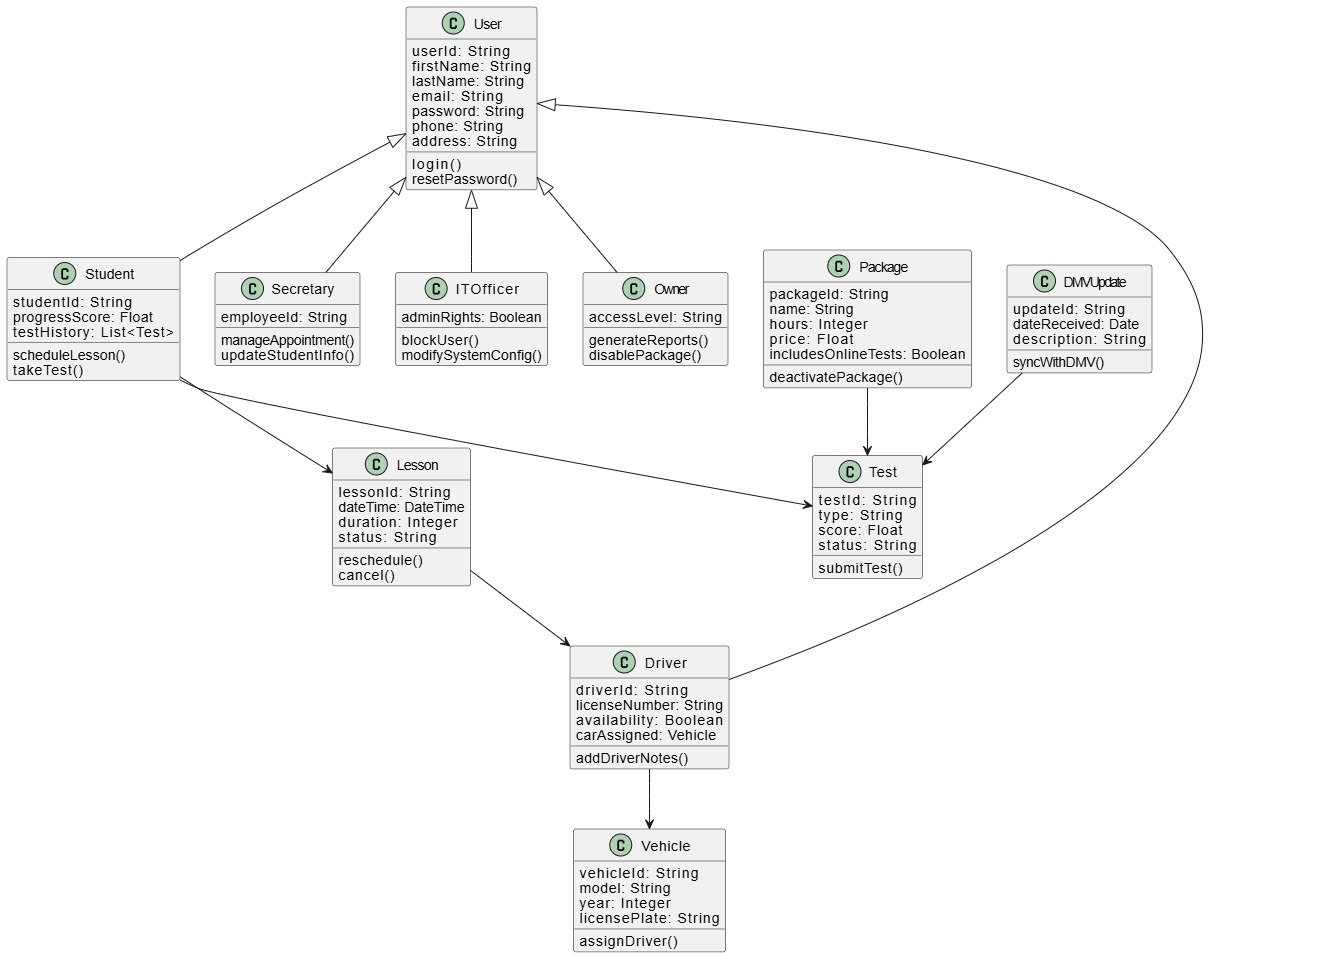 C User
userId: String
firstName: String
lastName: String
email: String
password: String
phone: String
address: String
login()
resetPassword()
C Student
studentId: String
progressScore: Float
testHistory: List<Test>
scheduleLesson()
takeTest()
C Secretary
employeeId: String
manageAppointment()
updateStudentInfo()
C ITOfficer
adminRights: Boolean
blockUser()
modifySystemConfig()
C Owner
accessLevel: String
generateReports()
disablePackage()
C Package
packageId: String
name: String
hours: Integer
price: Float
includesOnlineTests: Boolean
deactivatePackage()
C DMVUpdate
updateId: String
dateReceived: Date
description: String
syncWithDMV()
C Lesson
lessonId: String
dateTime: DateTime
duration: Integer
status: String
reschedule()
cancel()
C Test
testId: String
type: String
score: Float
status: String
submitTest()
C Driver
driverId: String
licenseNumber: String
availability: Boolean
carAssigned: Vehicle
addDriverNotes()
C Vehicle
vehicleId: String
model: String
year: Integer
licensePlate: String
assignDriver()